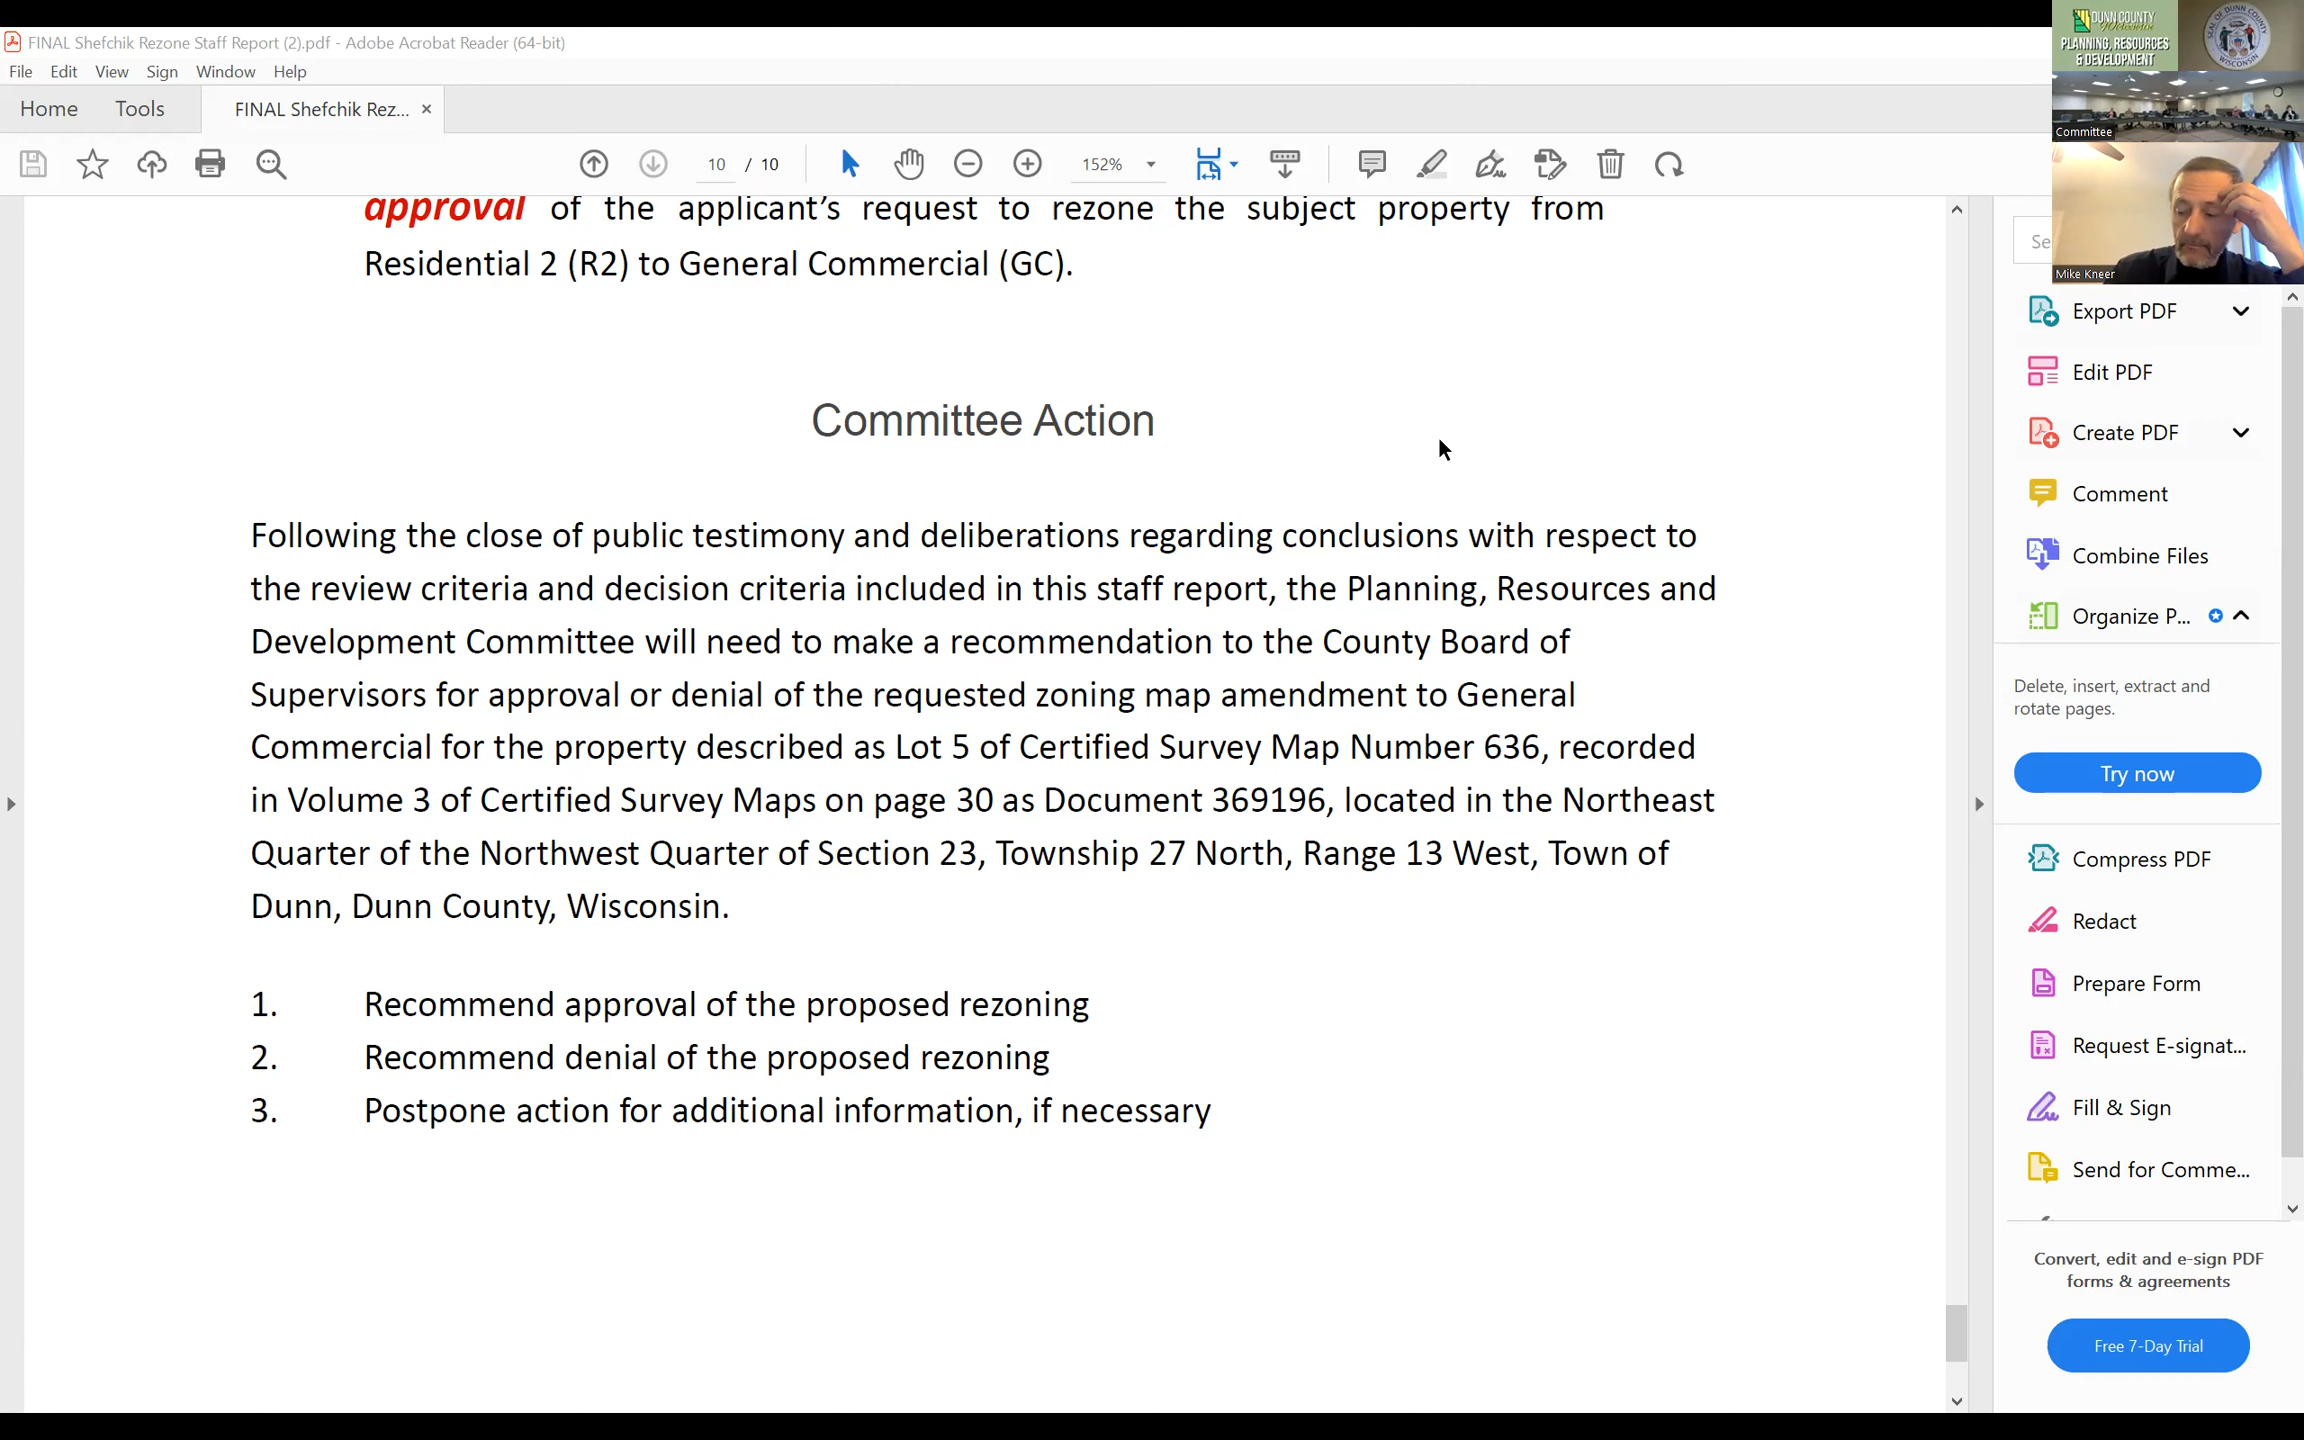 FINAL Shefchik Rezone Staff Report (2).pdf - Adobe Acrobat Reader (64-bit)
File Edit View Sign Window Help
Home Tools FINAL Shefchik Rez... ×
10 / 10 152%
approval of the applicant's request to rezone the subject property from
Residential 2 (R2) to General Commercial (GC).
Committee Action
Following the close of public testimony and deliberations regarding conclusions with respect to
the review criteria and decision criteria included in this staff report, the Planning, Resources and
Development Committee will need to make a recommendation to the County Board of
Supervisors for approval or denial of the requested zoning map amendment to General
Commercial for the property described as Lot 5 of Certified Survey Map Number 636, recorded
in Volume 3 of Certified Survey Maps on page 30 as Document 369196, located in the Northeast
Quarter of the Northwest Quarter of Section 23, Township 27 North, Range 13 West, Town of
Dunn, Dunn County, Wisconsin.
1. Recommend approval of the proposed rezoning
2. Recommend denial of the proposed rezoning
3. Postpone action for additional information, if necessary
DUNN COUNTY
Wisconsin
PLANNING, RESOURCES
& DEVELOPMENT
SEAL OF DUNN COUNTY
WISCONSIN
Committee
Mike Kneer
Se
Export PDF
Edit PDF
Create PDF
Comment
Combine Files
Organize P...
Delete, insert, extract and
rotate pages.
Try now
Compress PDF
Redact
Prepare Form
Request E-signat...
Fill & Sign
Send for Comme...
Convert, edit and e-sign PDF
forms & agreements
Free 7-Day Trial